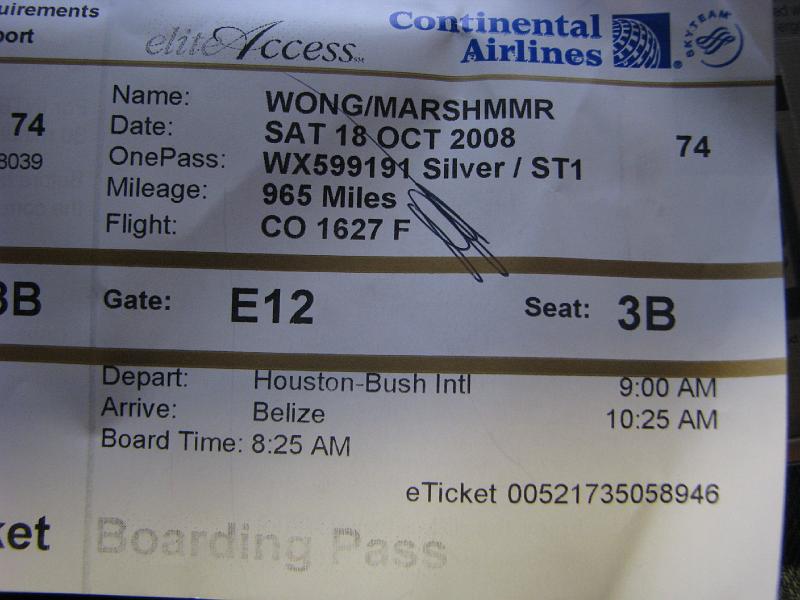 uirements
port
eliteAccess SM
Continental
Airlines
SKYTEAM
74
8039
Name: WONG/MARSHMMR
Date: SAT 18 OCT 2008
74
OnePass: WX599191 Silver / ST1
Mileage: 965 Miles
Flight: CO 1627 F
3B
Gate: E12 Seat: 3B
Depart: Houston-Bush Intl 9:00 AM
Arrive: Belize 10:25 AM
Board Time: 8:25 AM
eTicket 00521735058946
ket
Boarding Pass